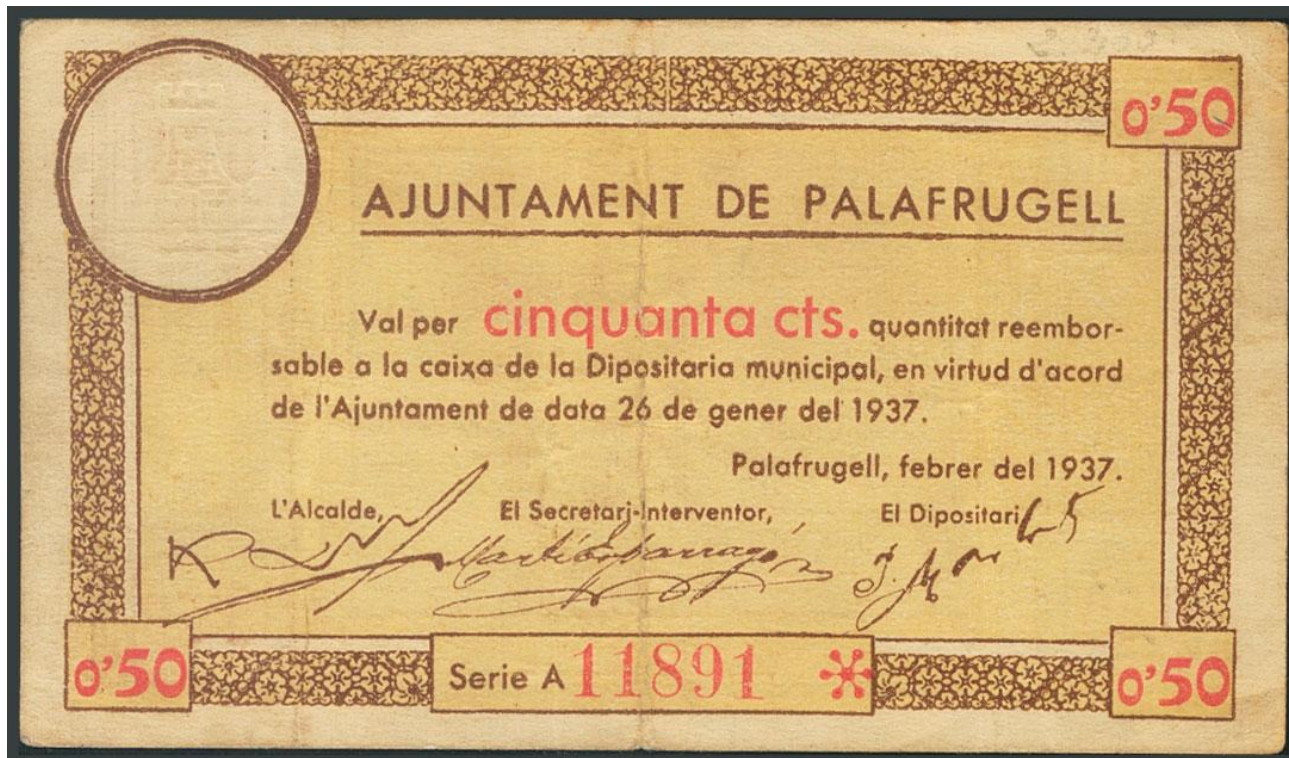 0'50
AJUNTAMENT DE PALAFRUGELL
Val per cinquanta cts. quantitat reembor-
sable a la caixa de la Dipositaria municipal, en virtud d'acord
de l'Ajuntament de data 26 de gener del 1937.
Palafrugell, febrer del 1937.
L'Alcalde, El Secretari-Interventor, El Dipositari
0'50 Serie A 11891 0'50